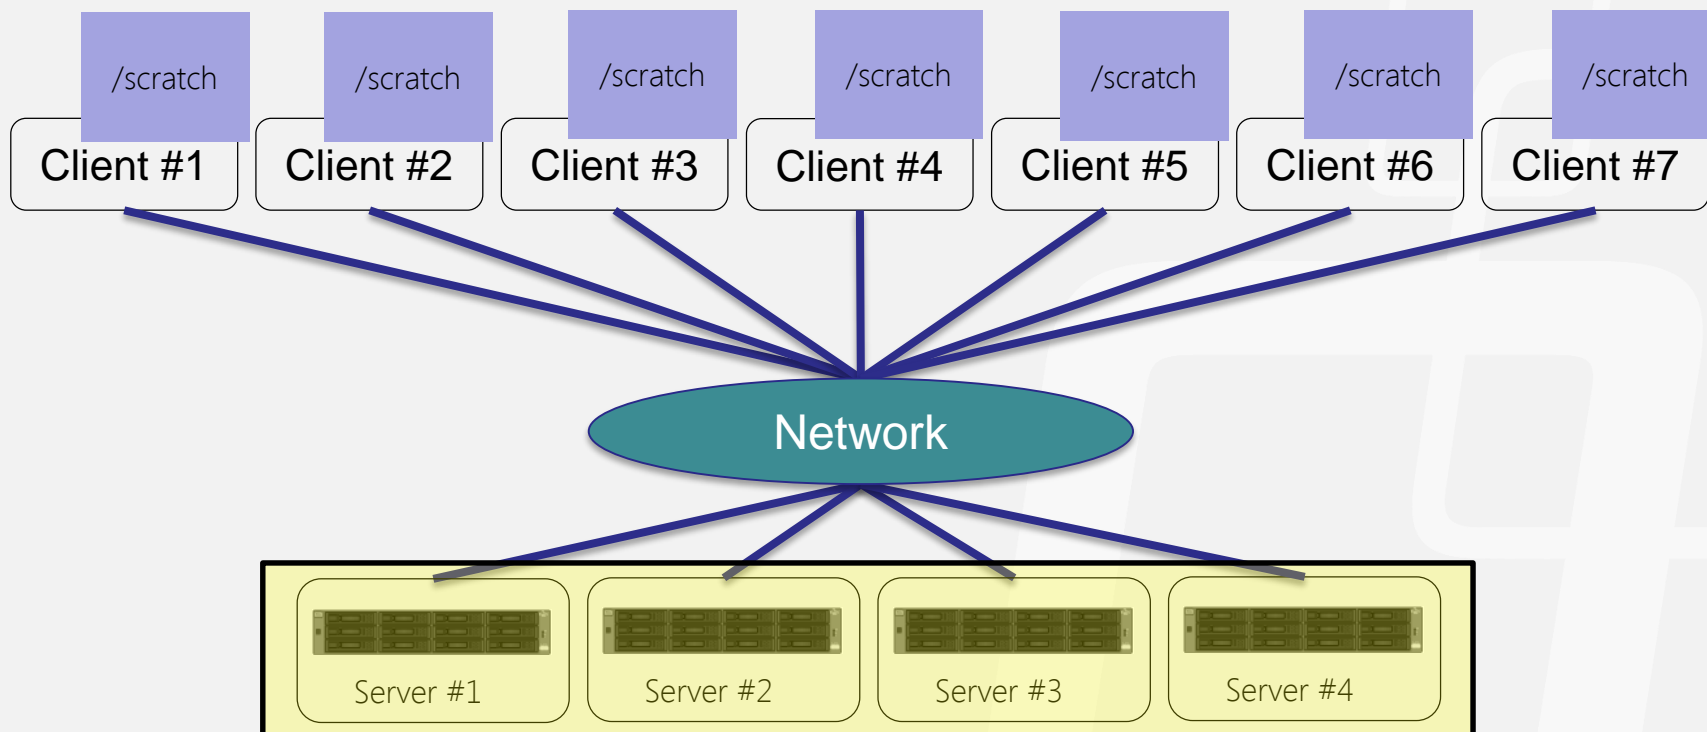 /scratch
/scratch
/scratch
/scratch
/scratch
/scratch
/scratch
Client #1
Client #2
Client #3
Client #4
Client #5
Client #6
Client #7
Network
Server #1
Server #2
Server #3
Server #4